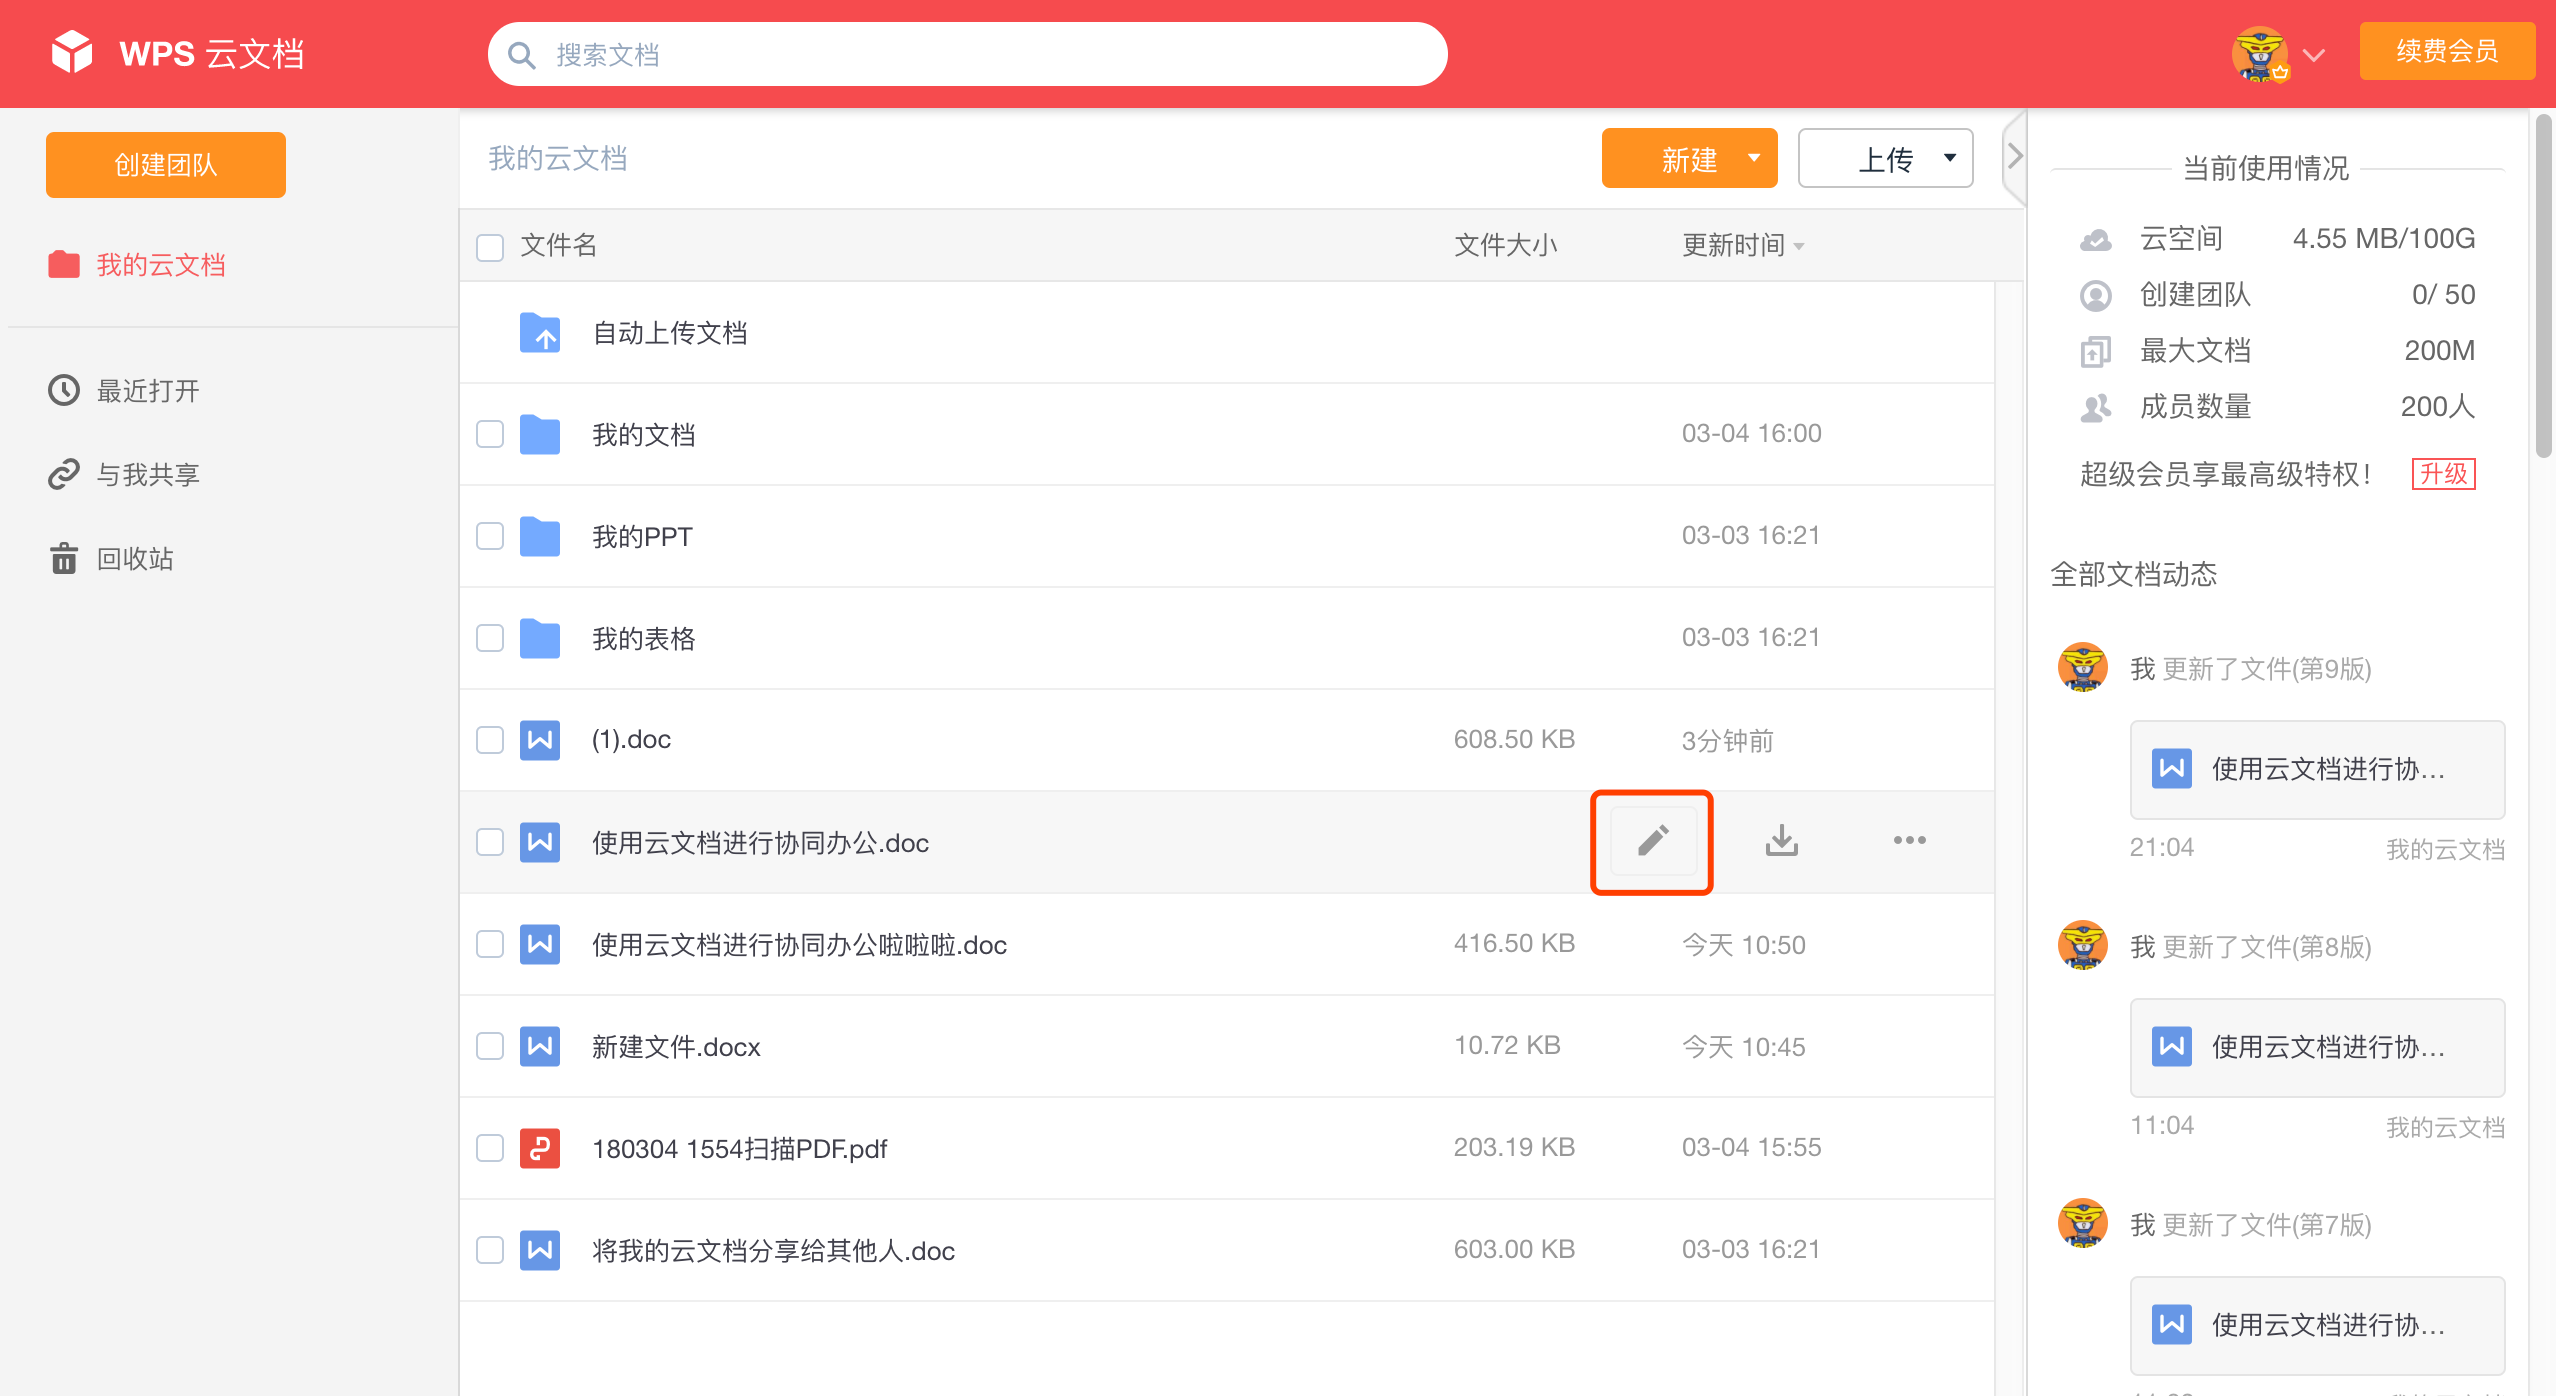 WPS 云文档
搜索文档
续费会员
创建团队
我的云文档
最近打开
与我共享
回收站
我的云文档
新建
上传
文件名 文件大小 更新时间
自动上传文档
我的文档 03-04 16:00
我的PPT 03-03 16:21
我的表格 03-03 16:21
(1).doc 608.50 KB 3分钟前
使用云文档进行协同办公.doc
使用云文档进行协同办公啦啦啦.doc 416.50 KB 今天 10:50
新建文件.docx 10.72 KB 今天 10:45
180304 1554扫描PDF.pdf 203.19 KB 03-04 15:55
将我的云文档分享给其他人.doc 603.00 KB 03-03 16:21
当前使用情况
云空间 4.55 MB/100G
创建团队 0/ 50
最大文档 200M
成员数量 200人
超级会员享最高级特权! 升级
全部文档动态
我 更新了文件(第9版)
使用云文档进行协...
21:04 我的云文档
我 更新了文件(第8版)
使用云文档进行协...
11:04 我的云文档
我 更新了文件(第7版)
使用云文档进行协...